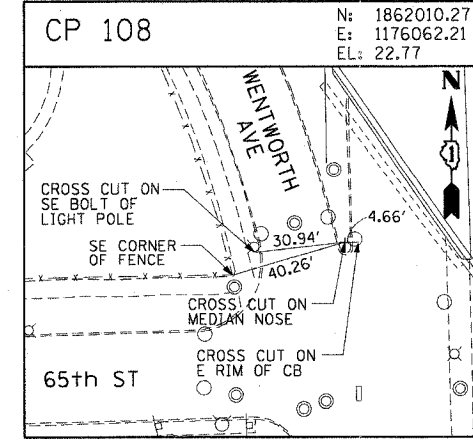 CP 108
N: 1862010.27
E: 1176062.21
EL: 22.77
N
1
WENTWORTH
AVE
4.66'
CROSS CUT ON
SE BOLT OF
LIGHT POLE
30.94'
SE CORNER
OF FENCE
40.26'
CROSS CUT ON
MEDIAN NOSE
CROSS CUT ON
E RIM OF CB
65th ST